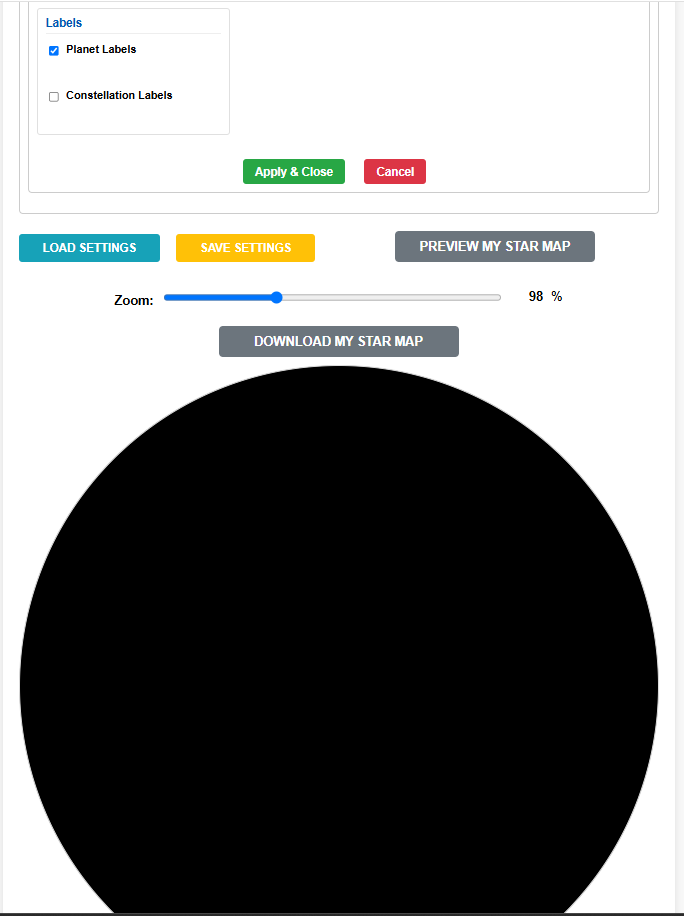 Labels
Planet Labels
Constellation Labels
Apply & Close
Cancel
LOAD SETTINGS
SAVE SETTINGS
PREVIEW MY STAR MAP
Zoom:
98 %
DOWNLOAD MY STAR MAP